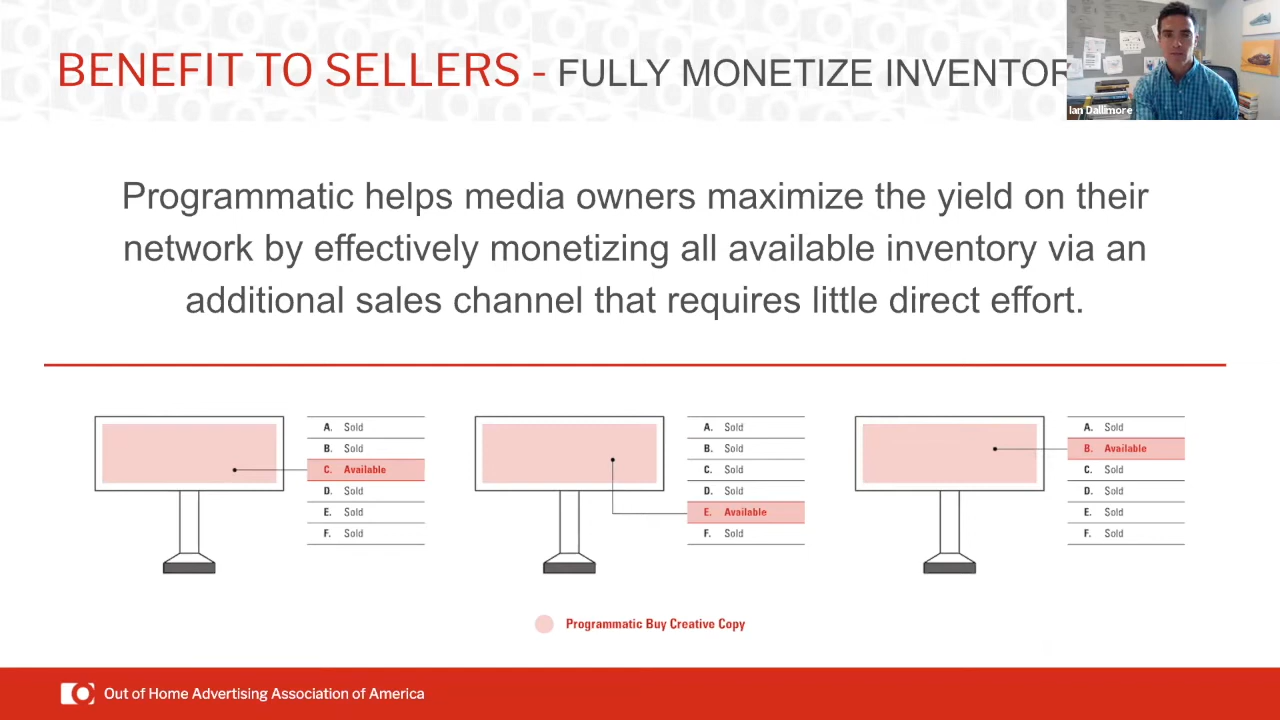 BENEFIT TO SELLERS - FULLY MONETIZE INVENTOR
Ian Dallimore
Programmatic helps media owners maximize the yield on their
network by effectively monetizing all available inventory via an
additional sales channel that requires little direct effort.
A. Sold
B. Sold
C. Available
D. Sold
E. Sold
F. Sold
A. Sold
B. Sold
C. Sold
D. Sold
E. Available
F. Sold
A. Sold
B. Available
C. Sold
D. Sold
E. Sold
F. Sold
Programmatic Buy Creative Copy
Out of Home Advertising Association of America